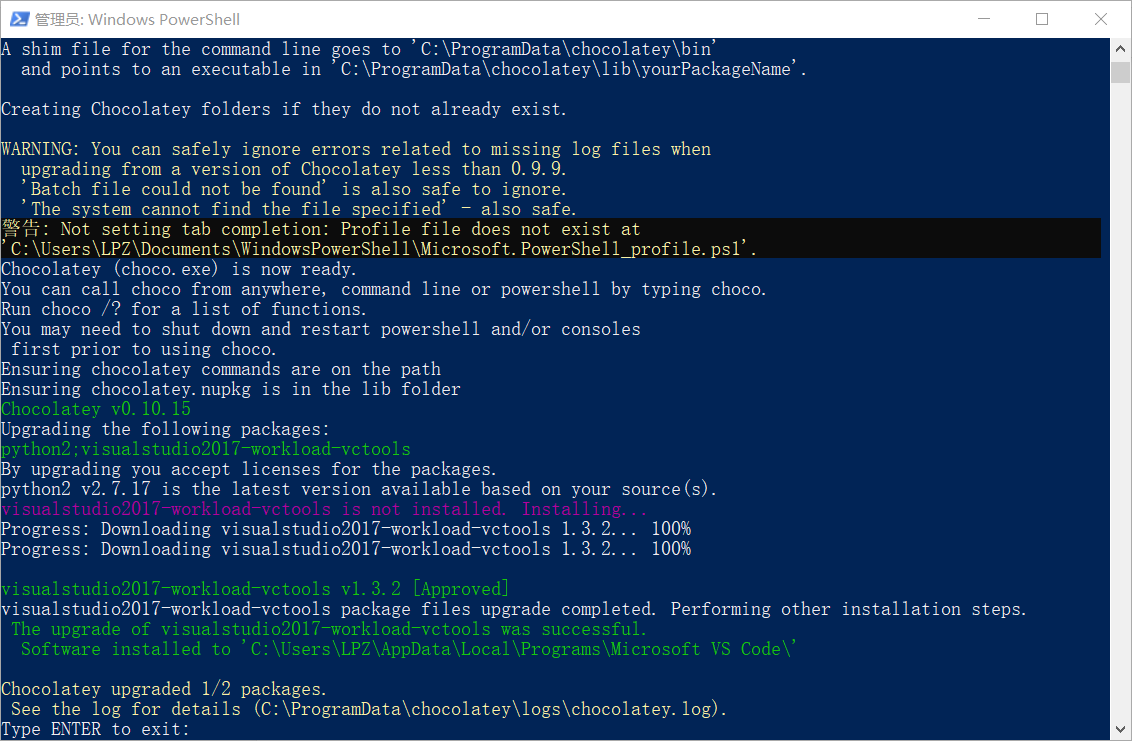 管理员: Windows PowerShell
A shim file for the command line goes to 'C:\ProgramData\chocolatey\bin'
  and points to an executable in 'C:\ProgramData\chocolatey\lib\yourPackageName'.

Creating Chocolatey folders if they do not already exist.

WARNING: You can safely ignore errors related to missing log files when
  upgrading from a version of Chocolatey less than 0.9.9.
  'Batch file could not be found' is also safe to ignore.
  'The system cannot find the file specified' - also safe.
警告: Not setting tab completion: Profile file does not exist at
'C:\Users\LPZ\Documents\WindowsPowerShell\Microsoft.PowerShell_profile.ps1'.
Chocolatey (choco.exe) is now ready.
You can call choco from anywhere, command line or powershell by typing choco.
Run choco /? for a list of functions.
You may need to shut down and restart powershell and/or consoles
 first prior to using choco.
Ensuring chocolatey commands are on the path
Ensuring chocolatey.nupkg is in the lib folder
Chocolatey v0.10.15
Upgrading the following packages:
python2;visualstudio2017-workload-vctools
By upgrading you accept licenses for the packages.
python2 v2.7.17 is the latest version available based on your source(s).
visualstudio2017-workload-vctools is not installed. Installing...
Progress: Downloading visualstudio2017-workload-vctools 1.3.2... 100%
Progress: Downloading visualstudio2017-workload-vctools 1.3.2... 100%

visualstudio2017-workload-vctools v1.3.2 [Approved]
visualstudio2017-workload-vctools package files upgrade completed. Performing other installation steps.
 The upgrade of visualstudio2017-workload-vctools was successful.
  Software installed to 'C:\Users\LPZ\AppData\Local\Programs\Microsoft VS Code\'

Chocolatey upgraded 1/2 packages.
 See the log for details (C:\ProgramData\chocolatey\logs\chocolatey.log).
Type ENTER to exit: